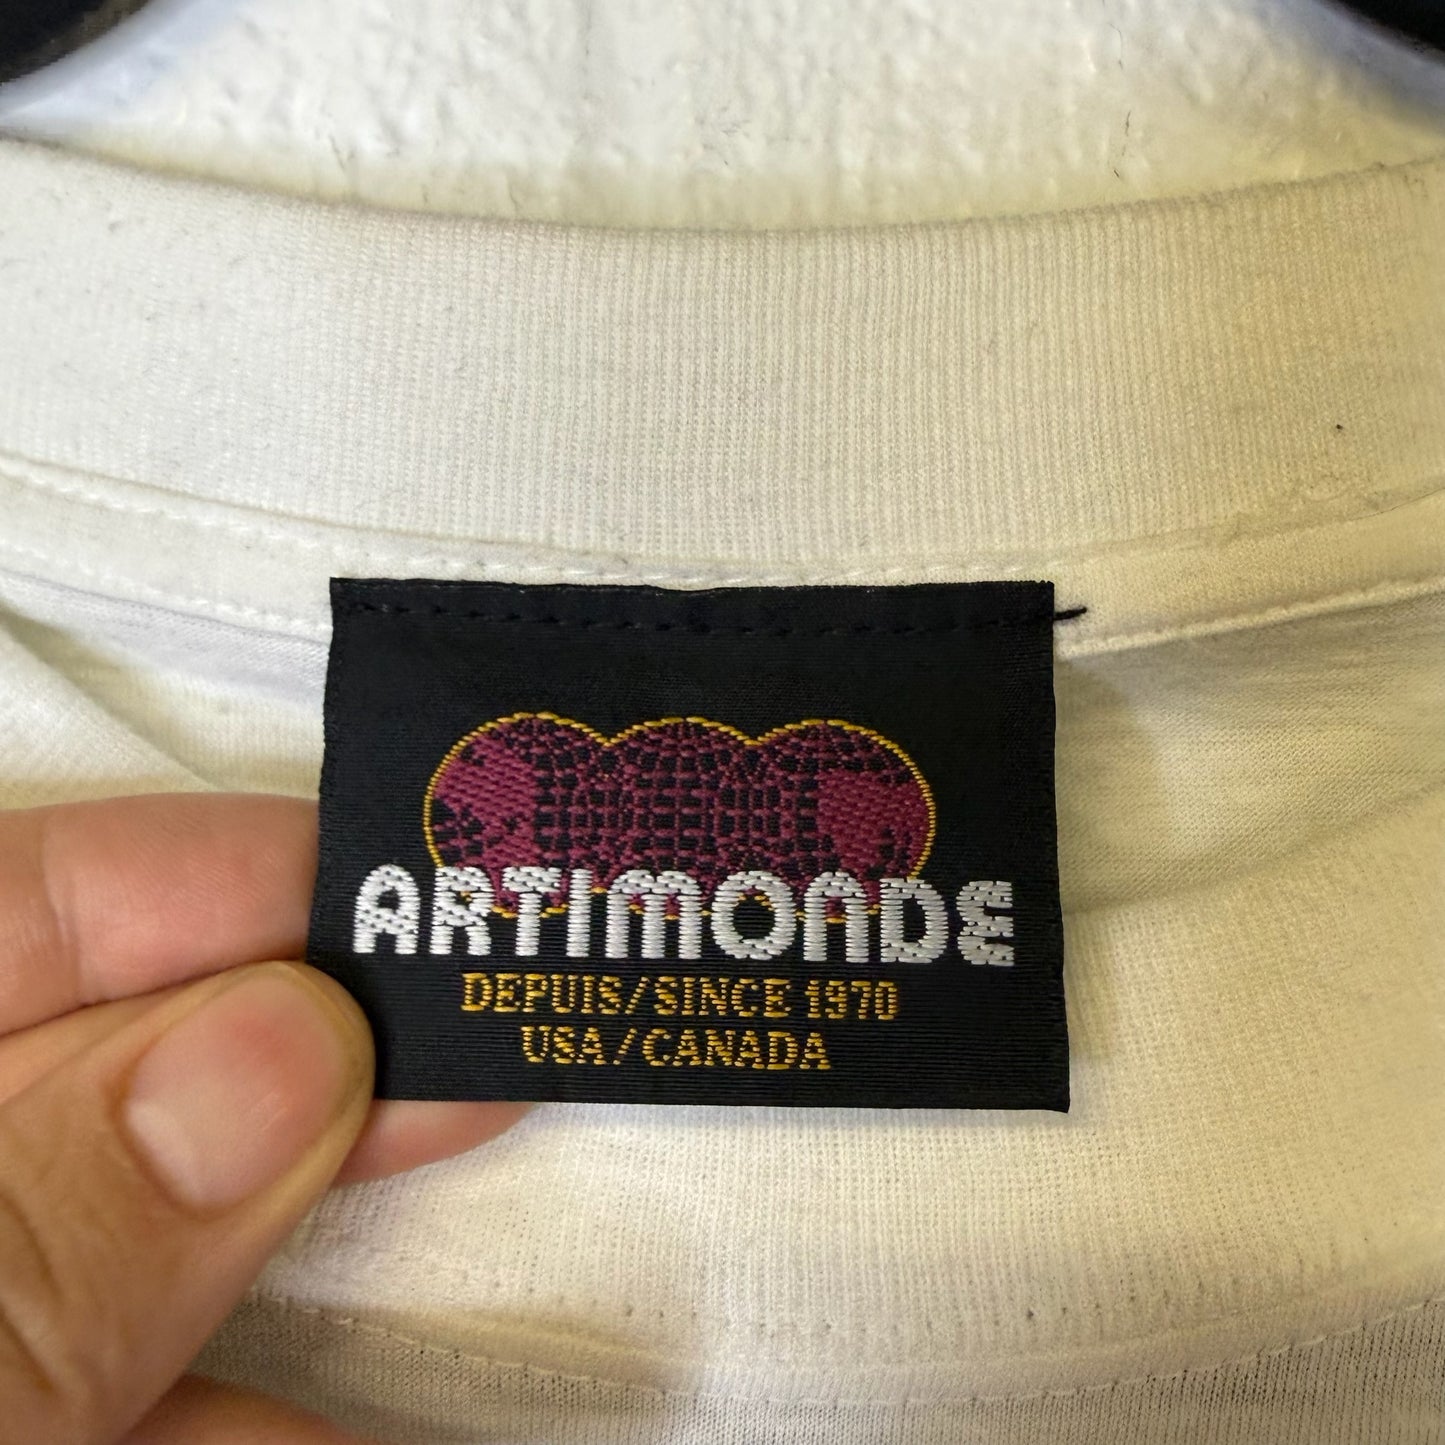 ARTIMONDE
DEPUIS/SINCE 1970
USA/CANADA